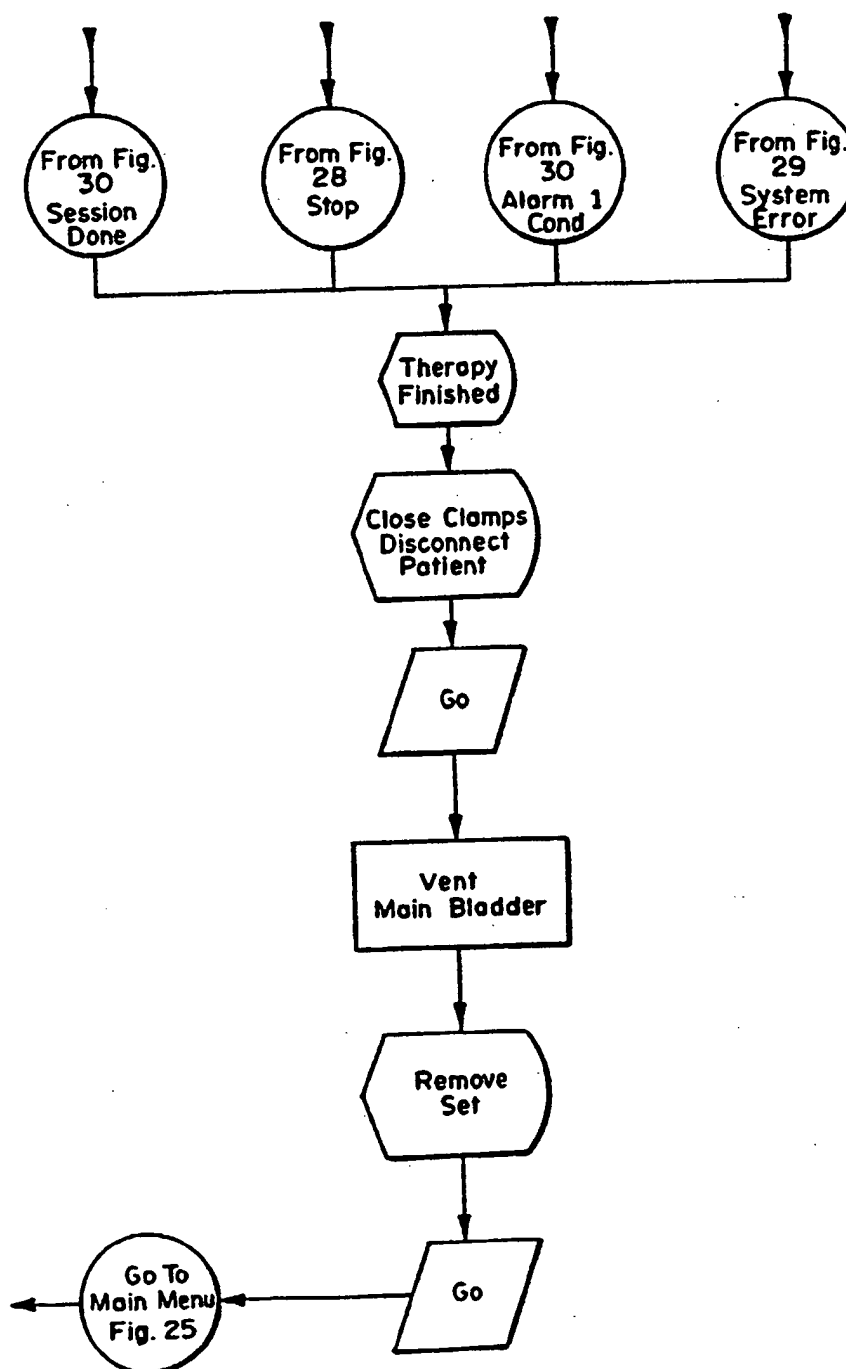 From Fig.
30
Session
Done
From Fig.
28
Stop
From Fig.
30
Alarm 1
Cond
From Fig.
29
System
Error
Therapy
Finished
Close Clamps
Disconnect
Patient
Go
Vent
Main Bladder
Remove
Set
Go
Go To
Main Menu
Fig. 25